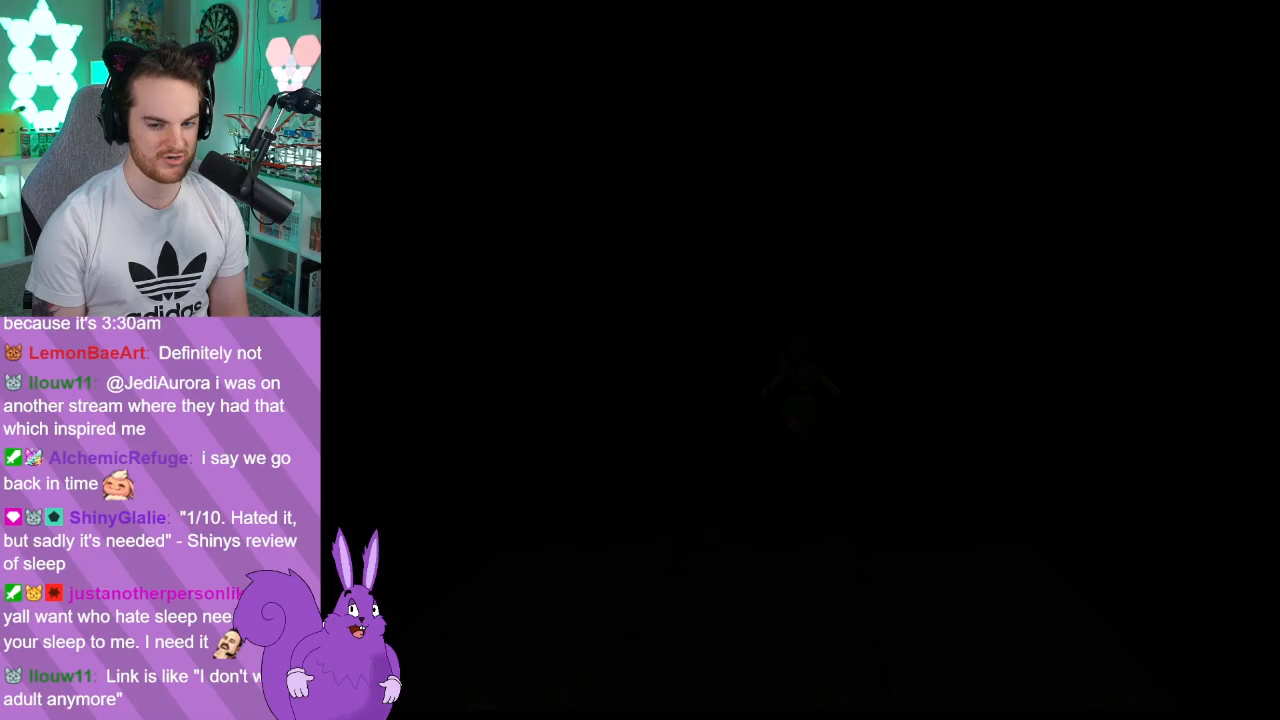 adidas
because it's 3:30am
LemonBaeArt: Definitely not
llouw11: @JediAurora i was on
another stream where they had that
which inspired me
AlchemicRefuge: i say we go
back in time
ShinyGlalie: "1/10. Hated it,
but sadly it's needed" - Shinys review
of sleep
yall want who hate sleep
your sleep to me. I need it
llouw11: Link is like "I don't
adult anymore"